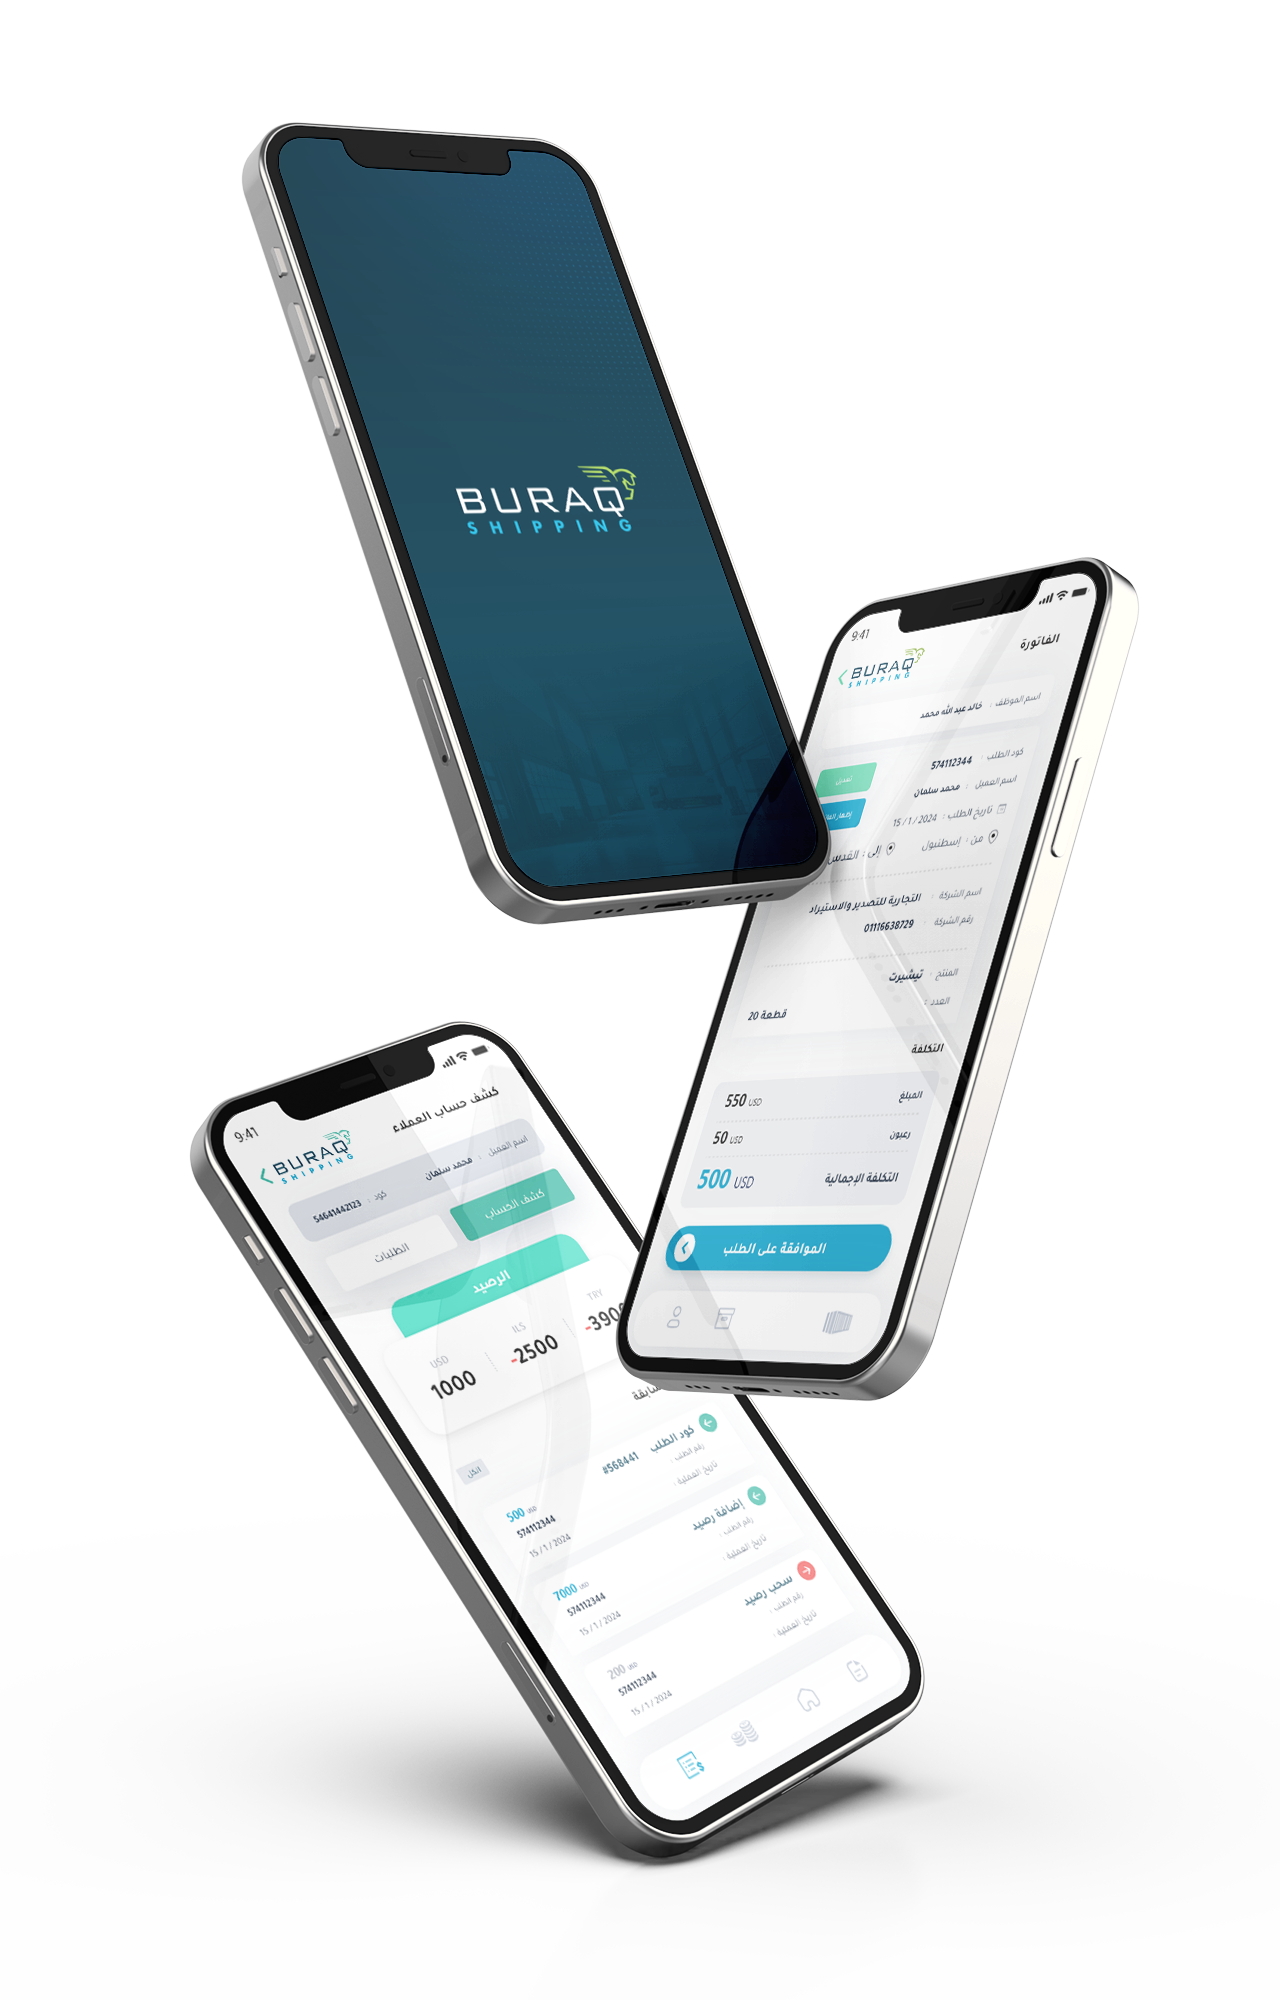 BURAQ
SHIPPING
9:41
الفاتورة
BURAQ
SHIPPING
اسم الموظف : خالد عبد الله محمد
كود الطلب : 574112344
تعديل
اسم العميل : محمد سلمان
إظهار
تاريخ الطلب : 15 / 1 / 2024
من : إسطنبول
إلى : القدس
اسم الشركة : التجارية للتصدير والاستيراد
رقم الشركة : 01116638729
المنتج : تيشيرت
العدد :
20 قطعة
التكلفة
المبلغ 550 USD
رعبون 50 USD
التكلفة الإجمالية 500 USD
الموافقة على الطلب
9:41
كشف حساب العملاء
BURAQ
SHIPPING
اسم العميل : محمد سلمان
كود : 54641442123
كشف الحساب
الطلبات
الرصيد
USD
1000
ILS
-2500
TRY
-3900
الكل
كود الطلب #568441
رقم الطلب :
تاريخ العملية :
500 USD
574112344
15 / 1 / 2024
إضافة رصيد
رقم الطلب :
تاريخ العملية :
7000 USD
574112344
15 / 1 / 2024
سحب رصيد
رقم الطلب :
تاريخ العملية :
200 USD
574112344
15 / 1 / 2024